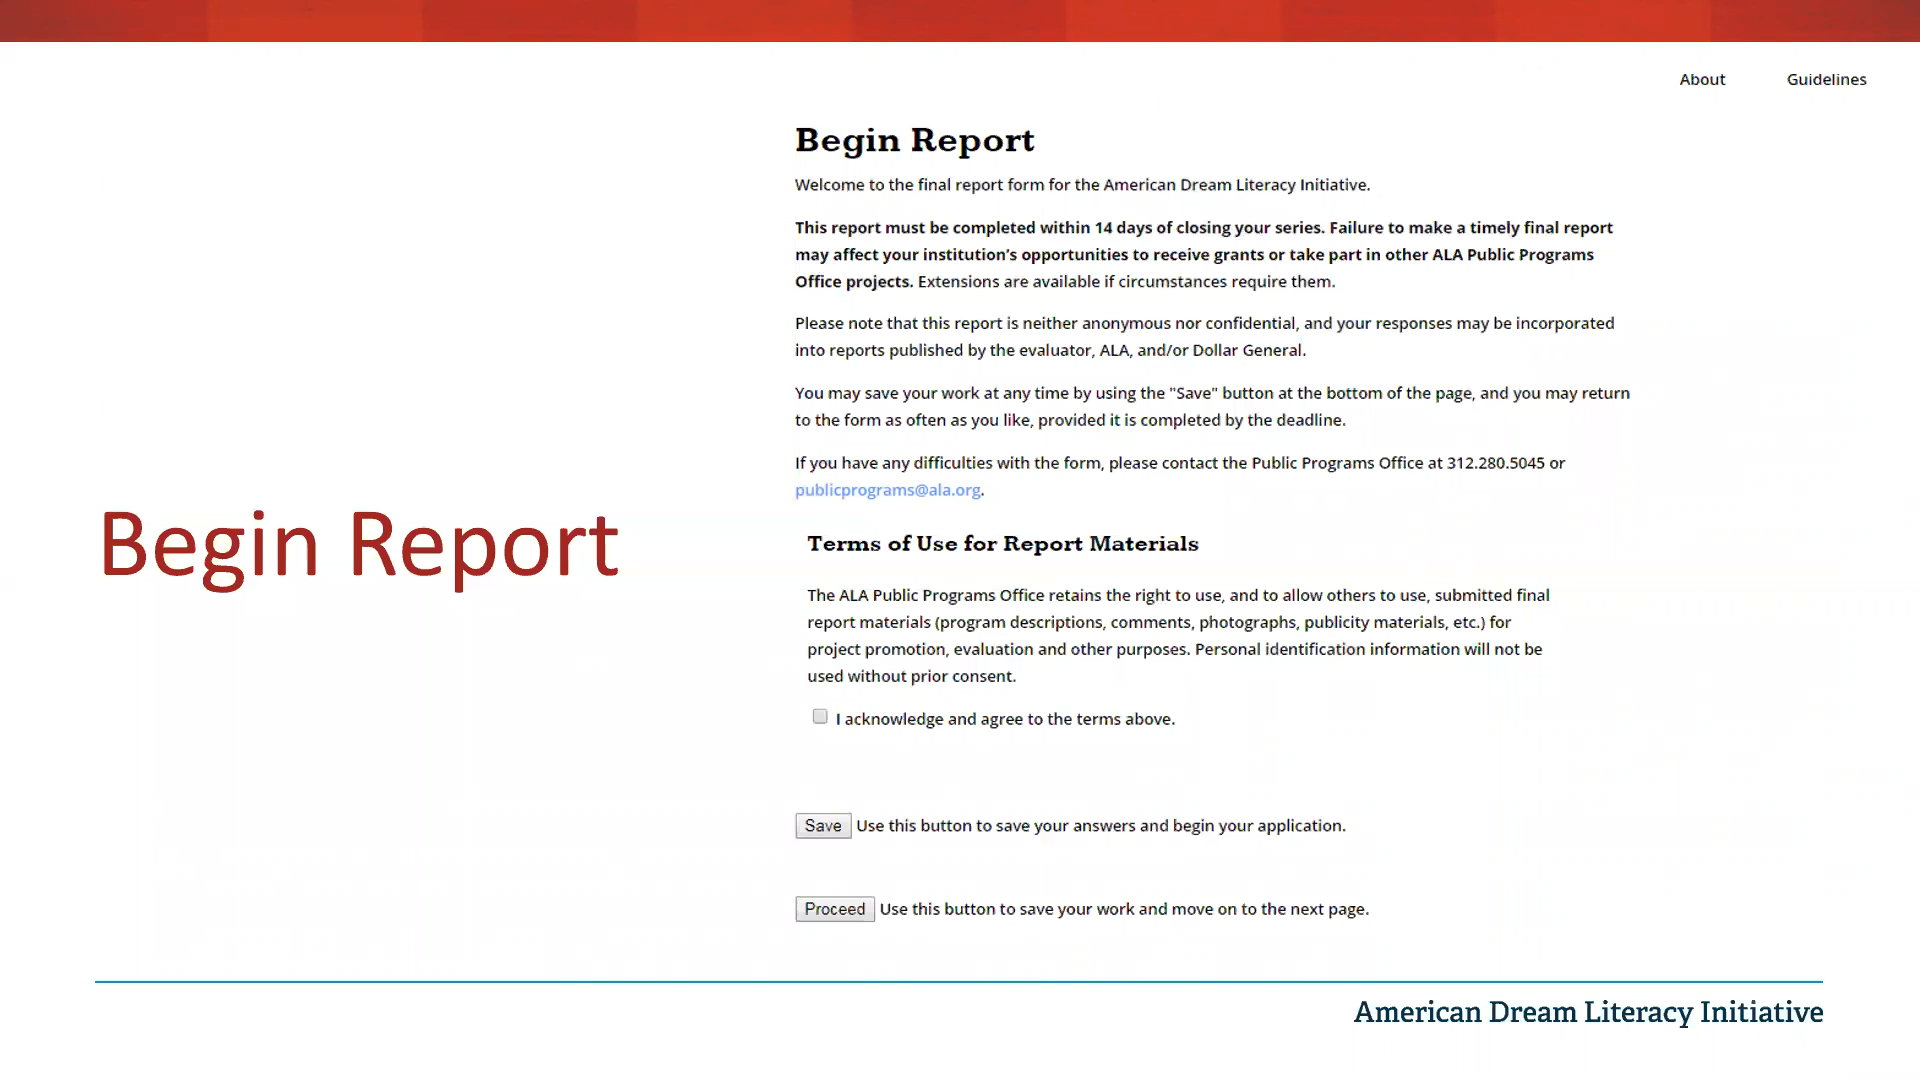 About Guidelines
Begin Report
Welcome to the final report form for the American Dream Literacy Initiative.
This report must be completed within 14 days of closing your series. Failure to make a timely final report
may affect your institution’s opportunities to receive grants or take part in other ALA Public Programs
Office projects. Extensions are available if circumstances require them.
Please note that this report is neither anonymous nor confidential, and your responses may be incorporated
into reports published by the evaluator, ALA, and/or Dollar General.
You may save your work at any time by using the "Save" button at the bottom of the page, and you may return
to the form as often as you like, provided it is completed by the deadline.
If you have any difficulties with the form, please contact the Public Programs Office at 312.280.5045 or
publicprograms@ala.org.
Begin Report
Terms of Use for Report Materials
The ALA Public Programs Office retains the right to use, and to allow others to use, submitted final
report materials (program descriptions, comments, photographs, publicity materials, etc.) for
project promotion, evaluation and other purposes. Personal identification information will not be
used without prior consent.
I acknowledge and agree to the terms above.
Save Use this button to save your answers and begin your application.
Proceed Use this button to save your work and move on to the next page.
American Dream Literacy Initiative